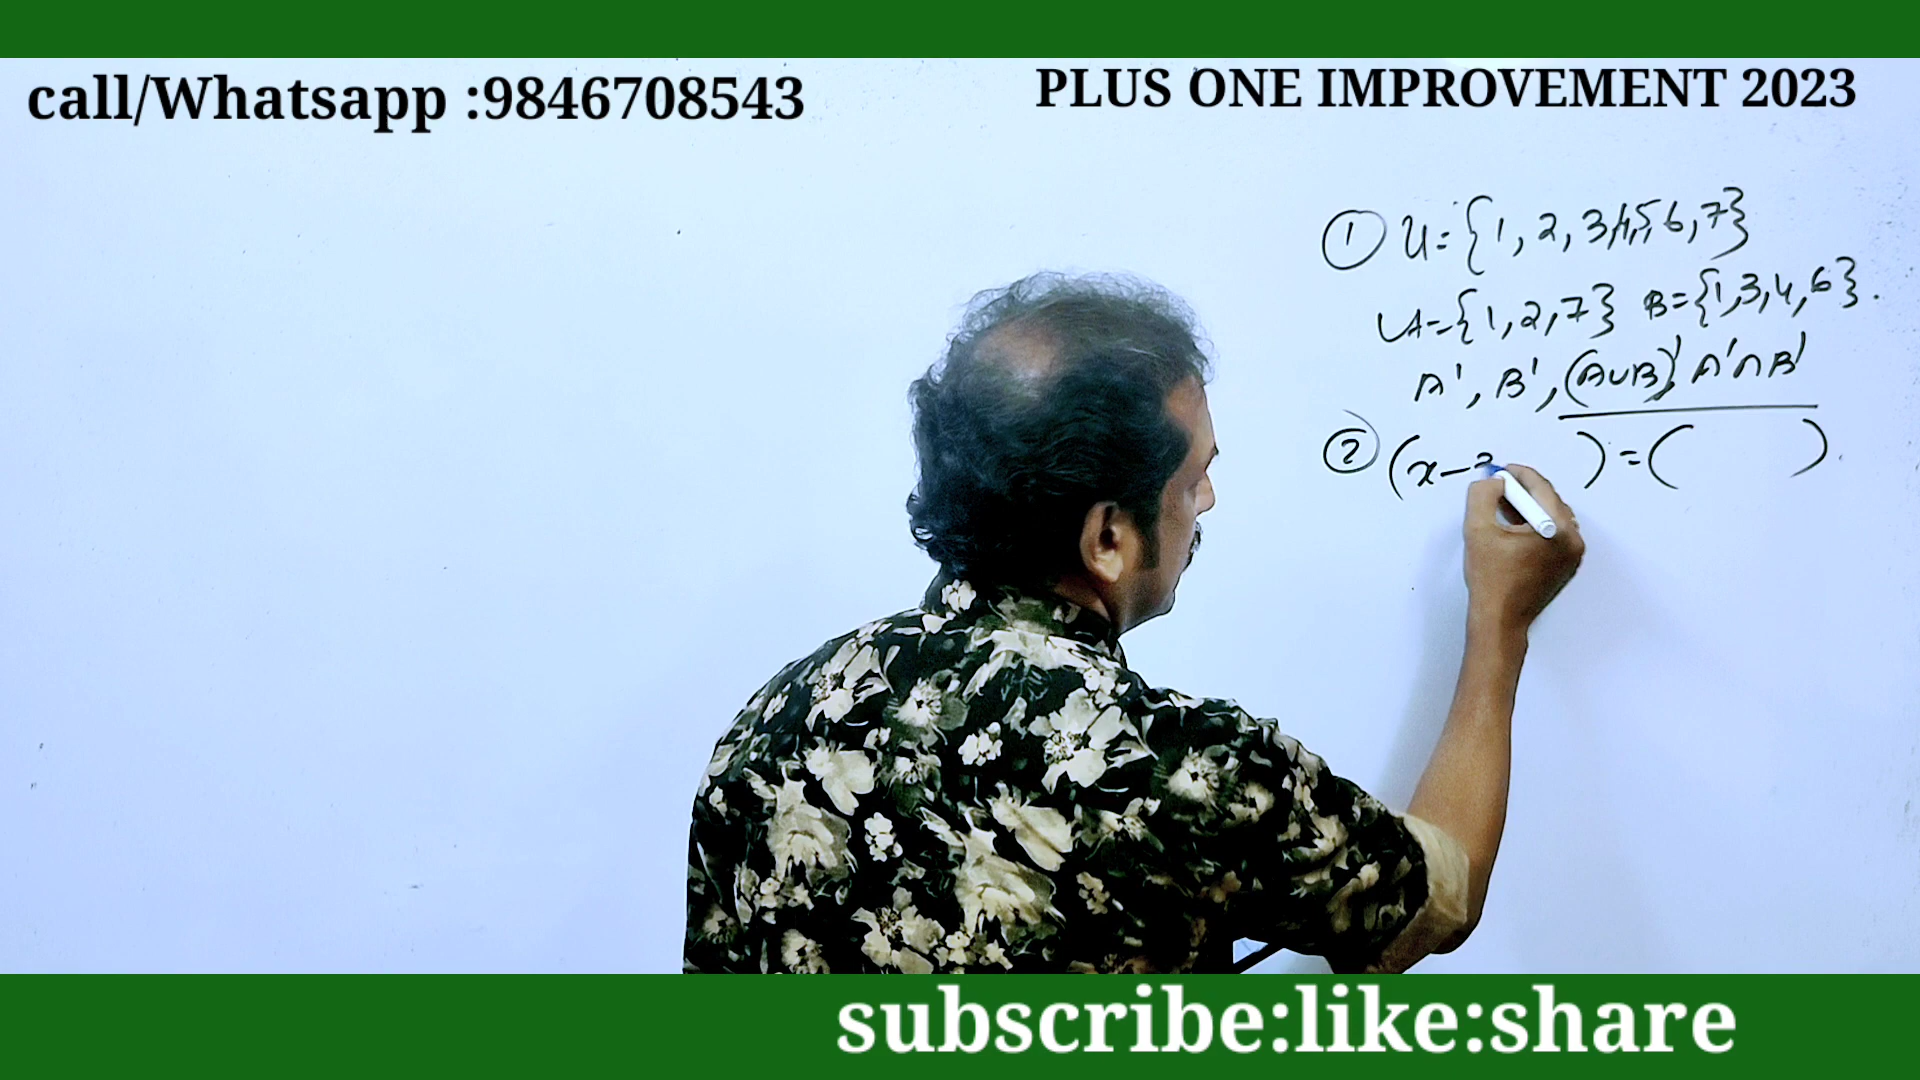 call/Whatsapp :9846708543
PLUS ONE IMPROVEMENT 2023
① U={1, 2, 3,4,5,6,7}
A={1,2,7} B={1,3,4,6}.
A', B', (A∪B)' A'∩B'
② (x- ) = ( ).
subscribe:like:share